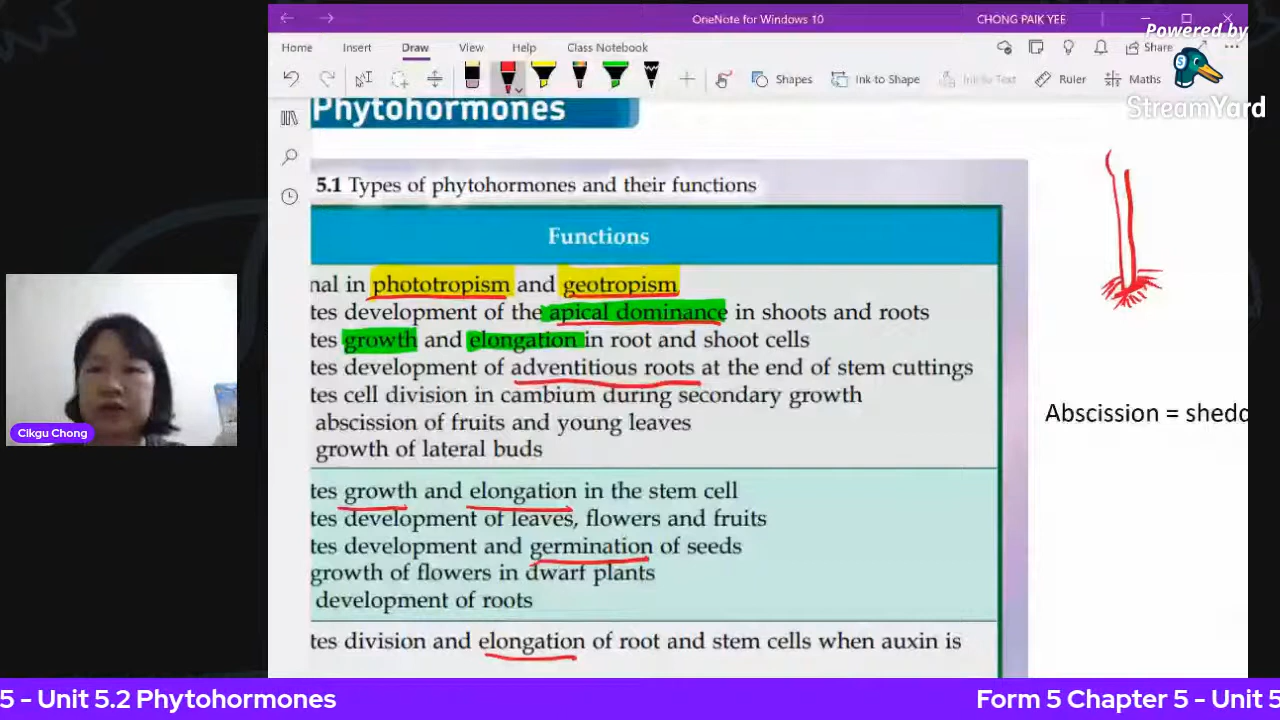 OneNote for Windows 10
CHONG PAIK YEE
Powered by
Home Insert Draw View Help Class Notebook
Share
Shapes Ink to Shape Ink to Text Ruler Maths
StreamYard
Phytohormones
5.1 Types of phytohormones and their functions
Functions
nal in phototropism and geotropism
tes development of the apical dominance in shoots and roots
tes growth and elongation in root and shoot cells
tes development of adventitious roots at the end of stem cuttings
tes cell division in cambium during secondary growth
abscission of fruits and young leaves
growth of lateral buds
Abscission = shedd
tes growth and elongation in the stem cell
tes development of leaves, flowers and fruits
tes development and germination of seeds
growth of flowers in dwarf plants
development of roots
tes division and elongation of root and stem cells when auxin is
Cikgu Chong
5 - Unit 5.2 Phytohormones
Form 5 Chapter 5 - Unit 5